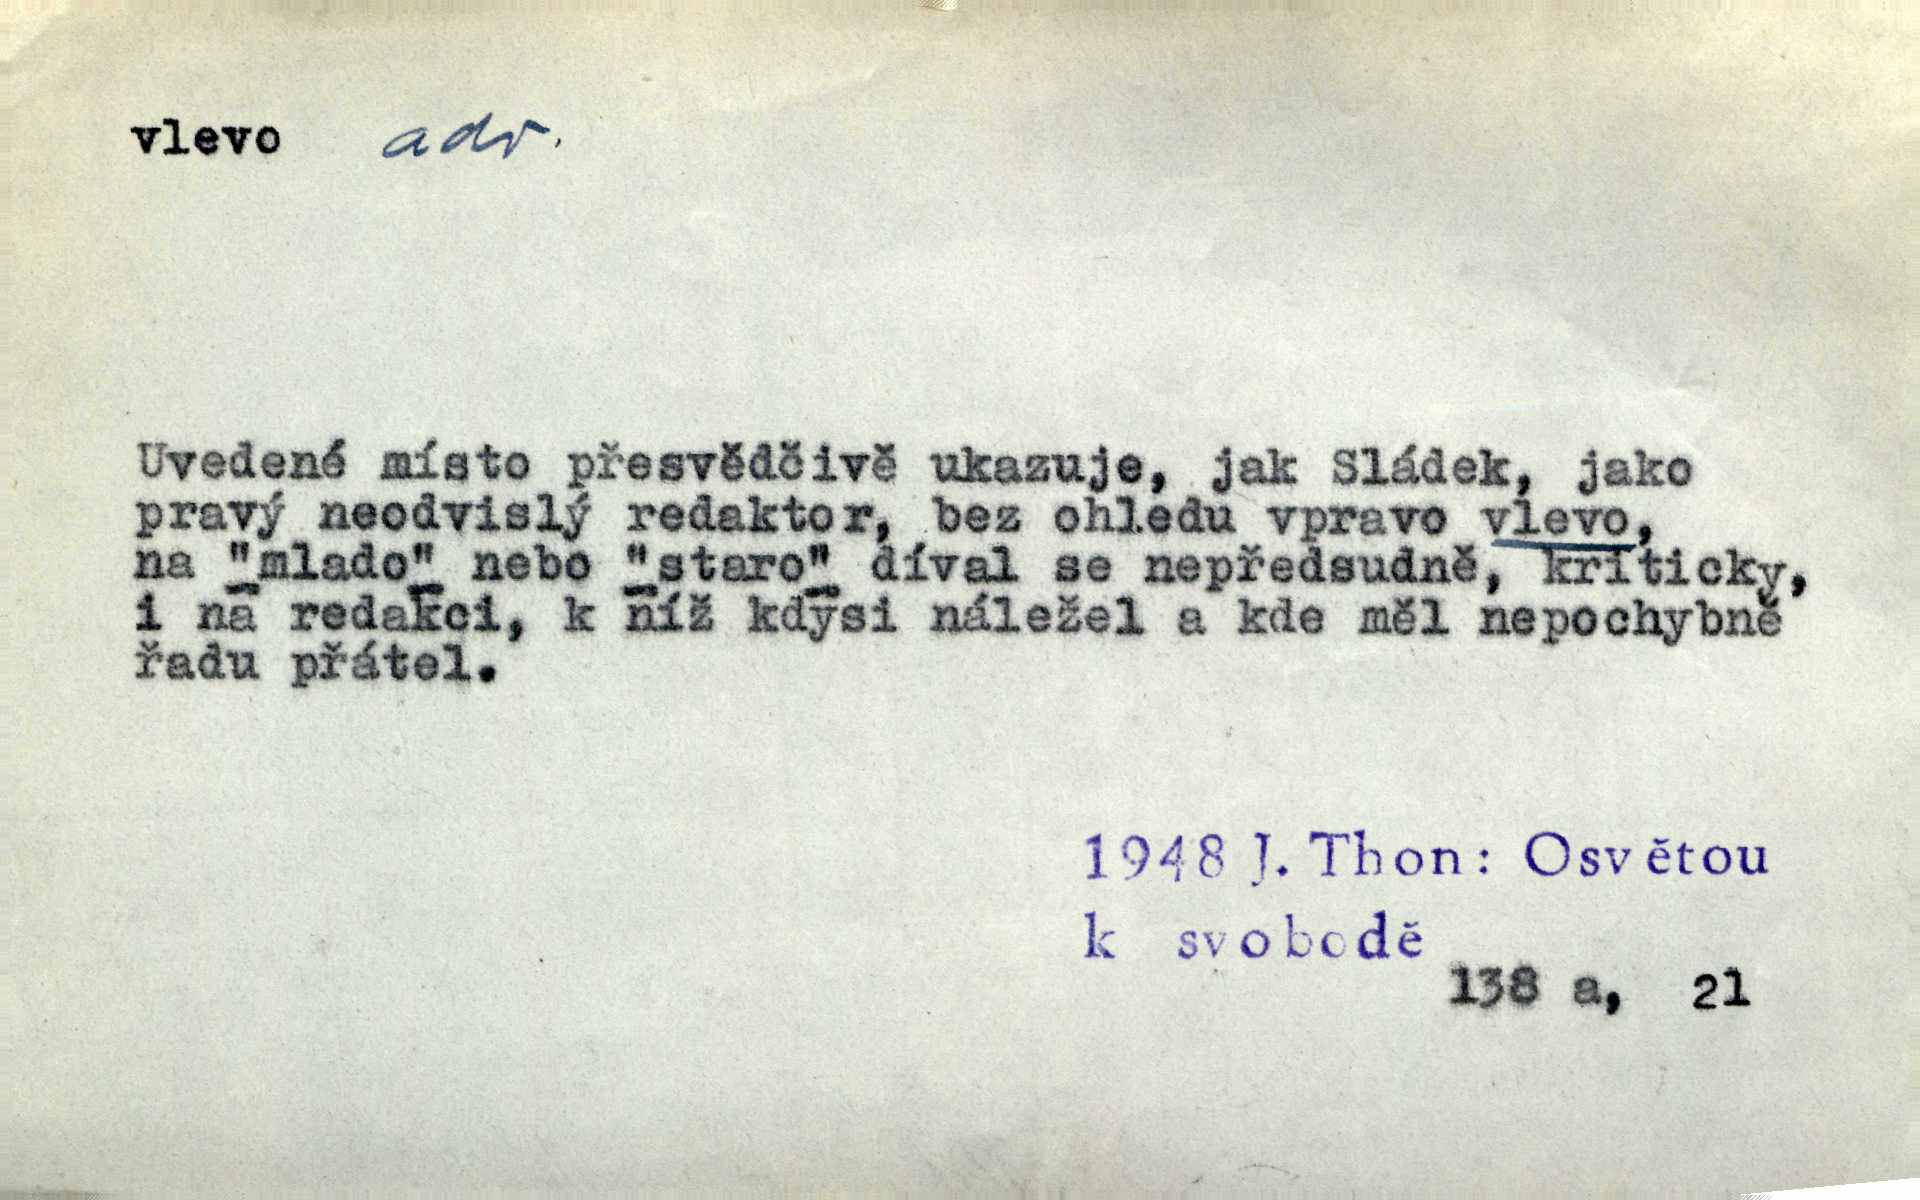 vlevo adv.
Uvedené místo přesvědčivě ukazuje, jak Sládek, jako
pravý neodvislý redaktor, bez ohledu vpravo vlevo,
na "mlado" nebo "staro" díval se nepředsudně, kriticky,
i na redakci, k níž kdysi náležel a kde měl nepochybně
řadu přátel.
1948 J. Thon: Osvětou
k svobodě
138 a, 21